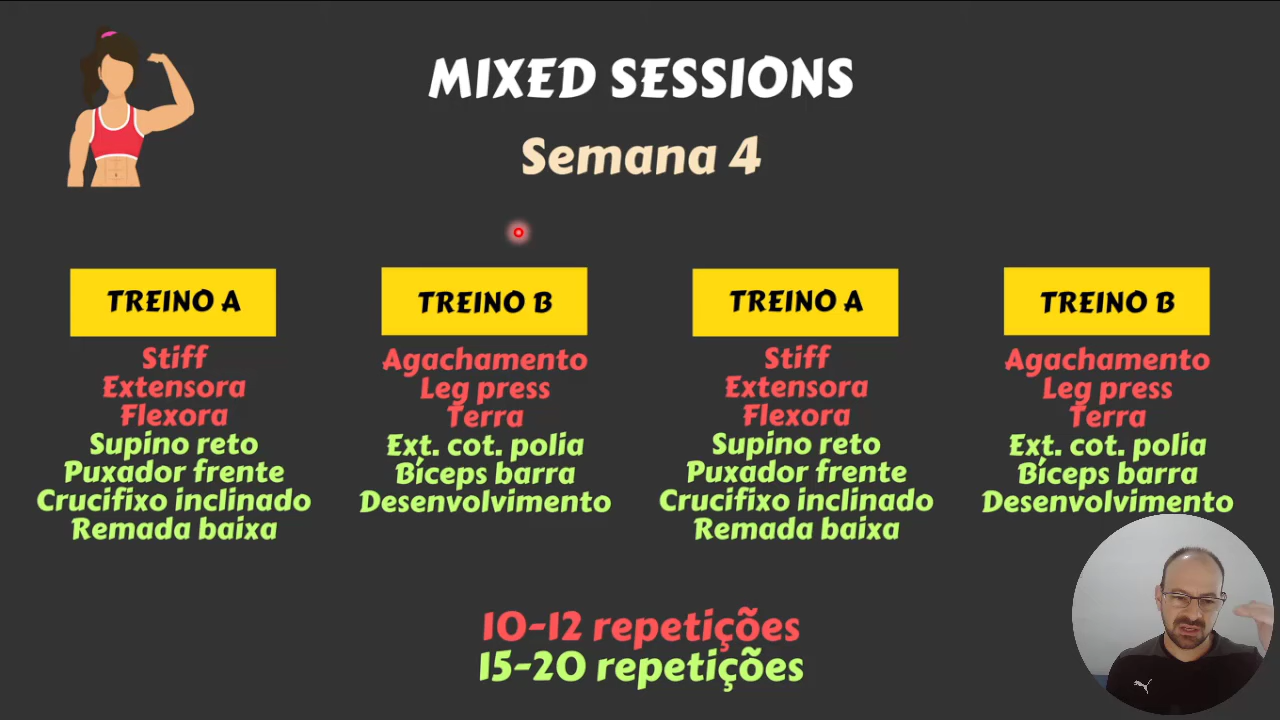 MIXED SESSIONS
Semana 4
TREINO A
Stiff
Extensora
Flexora
Supino reto
Puxador frente
Crucifixo inclinado
Remada baixa
TREINO B
Agachamento
Leg press
Terra
Ext. cot. polia
Bíceps barra
Desenvolvimento
TREINO A
Stiff
Extensora
Flexora
Supino reto
Puxador frente
Crucifixo inclinado
Remada baixa
TREINO B
Agachamento
Leg press
Terra
Ext. cot. polia
Bíceps barra
Desenvolvimento
10-12 repetições
15-20 repetições